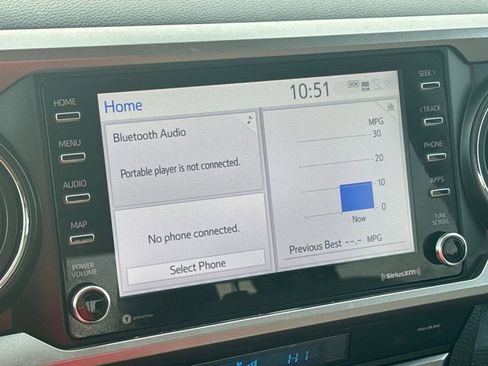 HOME
MENU
AUDIO
MAP
POWER
VOLUME
Home
10:51
DCM
Bluetooth Audio
Portable player is not connected.
No phone connected.
Select Phone
MPG
30
20
10
0
Now
Previous Best --.- MPG
SEEK >
< TRACK
PHONE
APPS
TUNE
SCROLL
SiriusXM